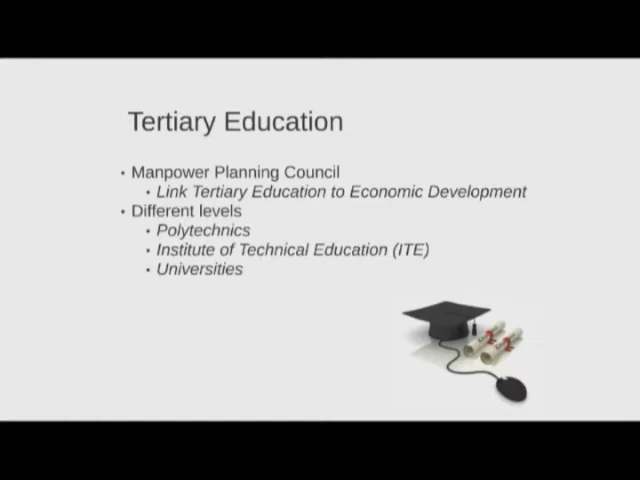 Tertiary Education
• Manpower Planning Council
• Link Tertiary Education to Economic Development
• Different levels
• Polytechnics
• Institute of Technical Education (ITE)
• Universities